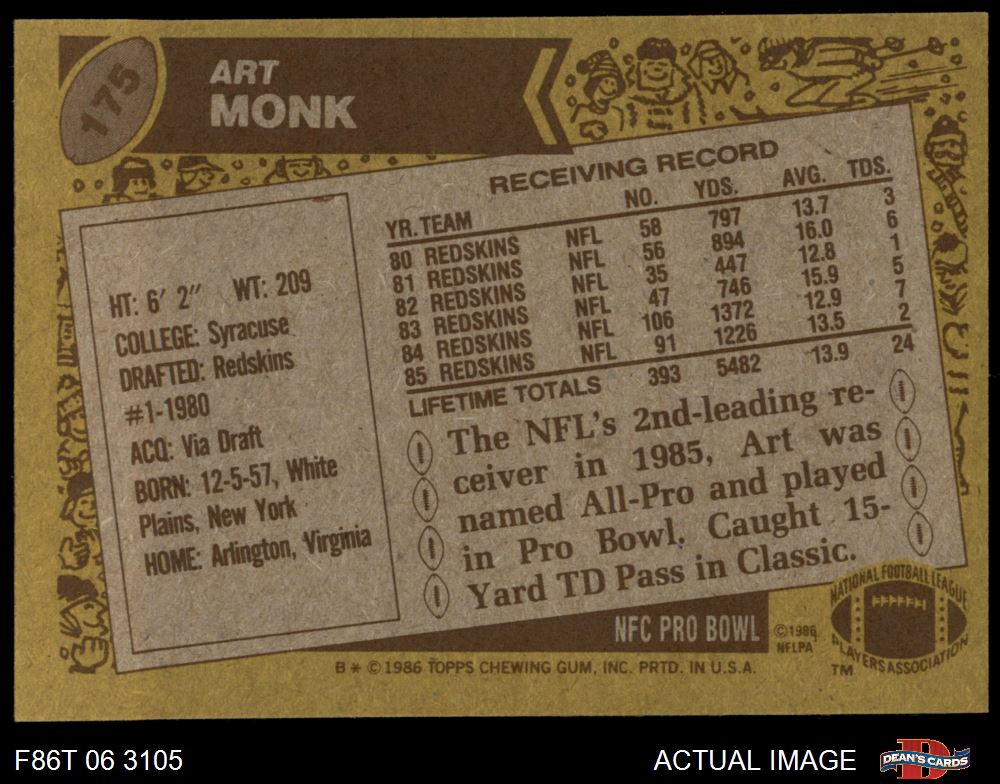 175
ART
MONK
RECEIVING RECORD
YR. TEAM NO. YDS. AVG. TDS.
80 REDSKINS NFL 58 797 13.7 3
81 REDSKINS NFL 56 894 16.0 6
82 REDSKINS NFL 35 447 12.8 1
83 REDSKINS NFL 47 746 15.9 5
84 REDSKINS NFL 106 1372 12.9 7
85 REDSKINS NFL 91 1226 13.5 2
LIFETIME TOTALS 393 5482 13.9 24
HT: 6′ 2″ WT: 209
COLLEGE: Syracuse
DRAFTED: Redskins
#1-1980
ACQ: Via Draft
BORN: 12-5-57, White
Plains, New York
HOME: Arlington, Virginia
The NFL's 2nd-leading re-
ceiver in 1985, Art was
named All-Pro and played
in Pro Bowl. Caught 15-
Yard TD Pass in Classic.
NFC PRO BOWL
©1986
NFLPA
NATIONAL FOOTBALL LEAGUE
PLAYERS ASSOCIATION
TM
B * © 1986 TOPPS CHEWING GUM, INC. PRTD. IN U.S.A.
F86T 06 3105
ACTUAL IMAGE
DEAN'S CARDS